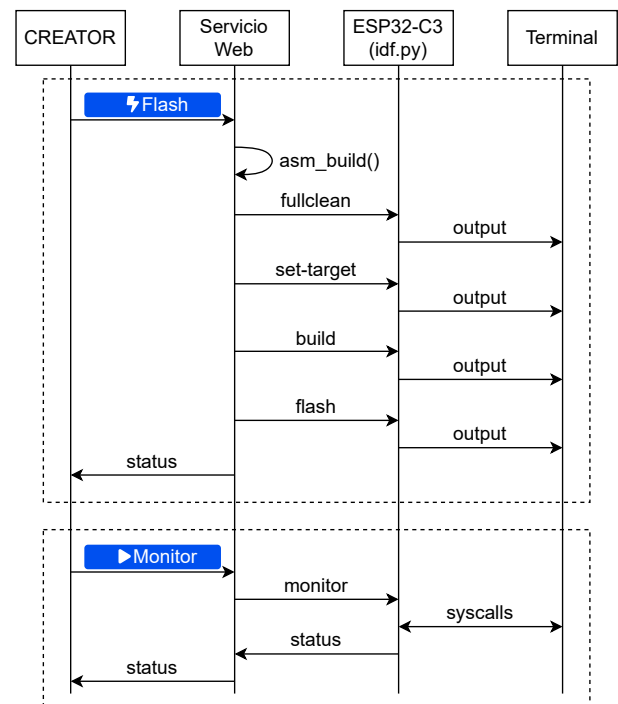 CREATOR
Servicio
Web
ESP32-C3
(idf.py)
Terminal
Flash
asm_build()
fullclean
output
set-target
output
build
output
flash
output
status
Monitor
monitor
syscalls
status
status